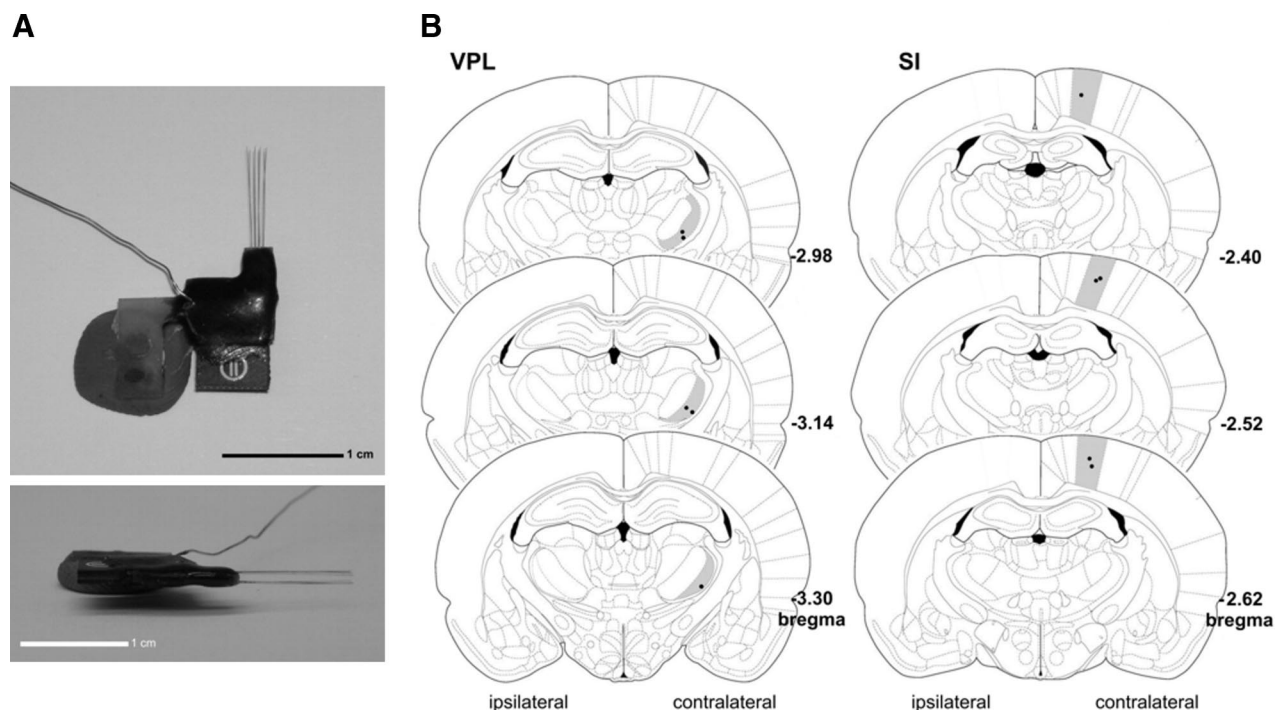 A
B
VPL
SI
1 cm
1 cm
-2.98
-3.14
-3.30
bregma
ipsilateral
contralateral
-2.40
-2.52
-2.62
bregma
ipsilateral
contralateral